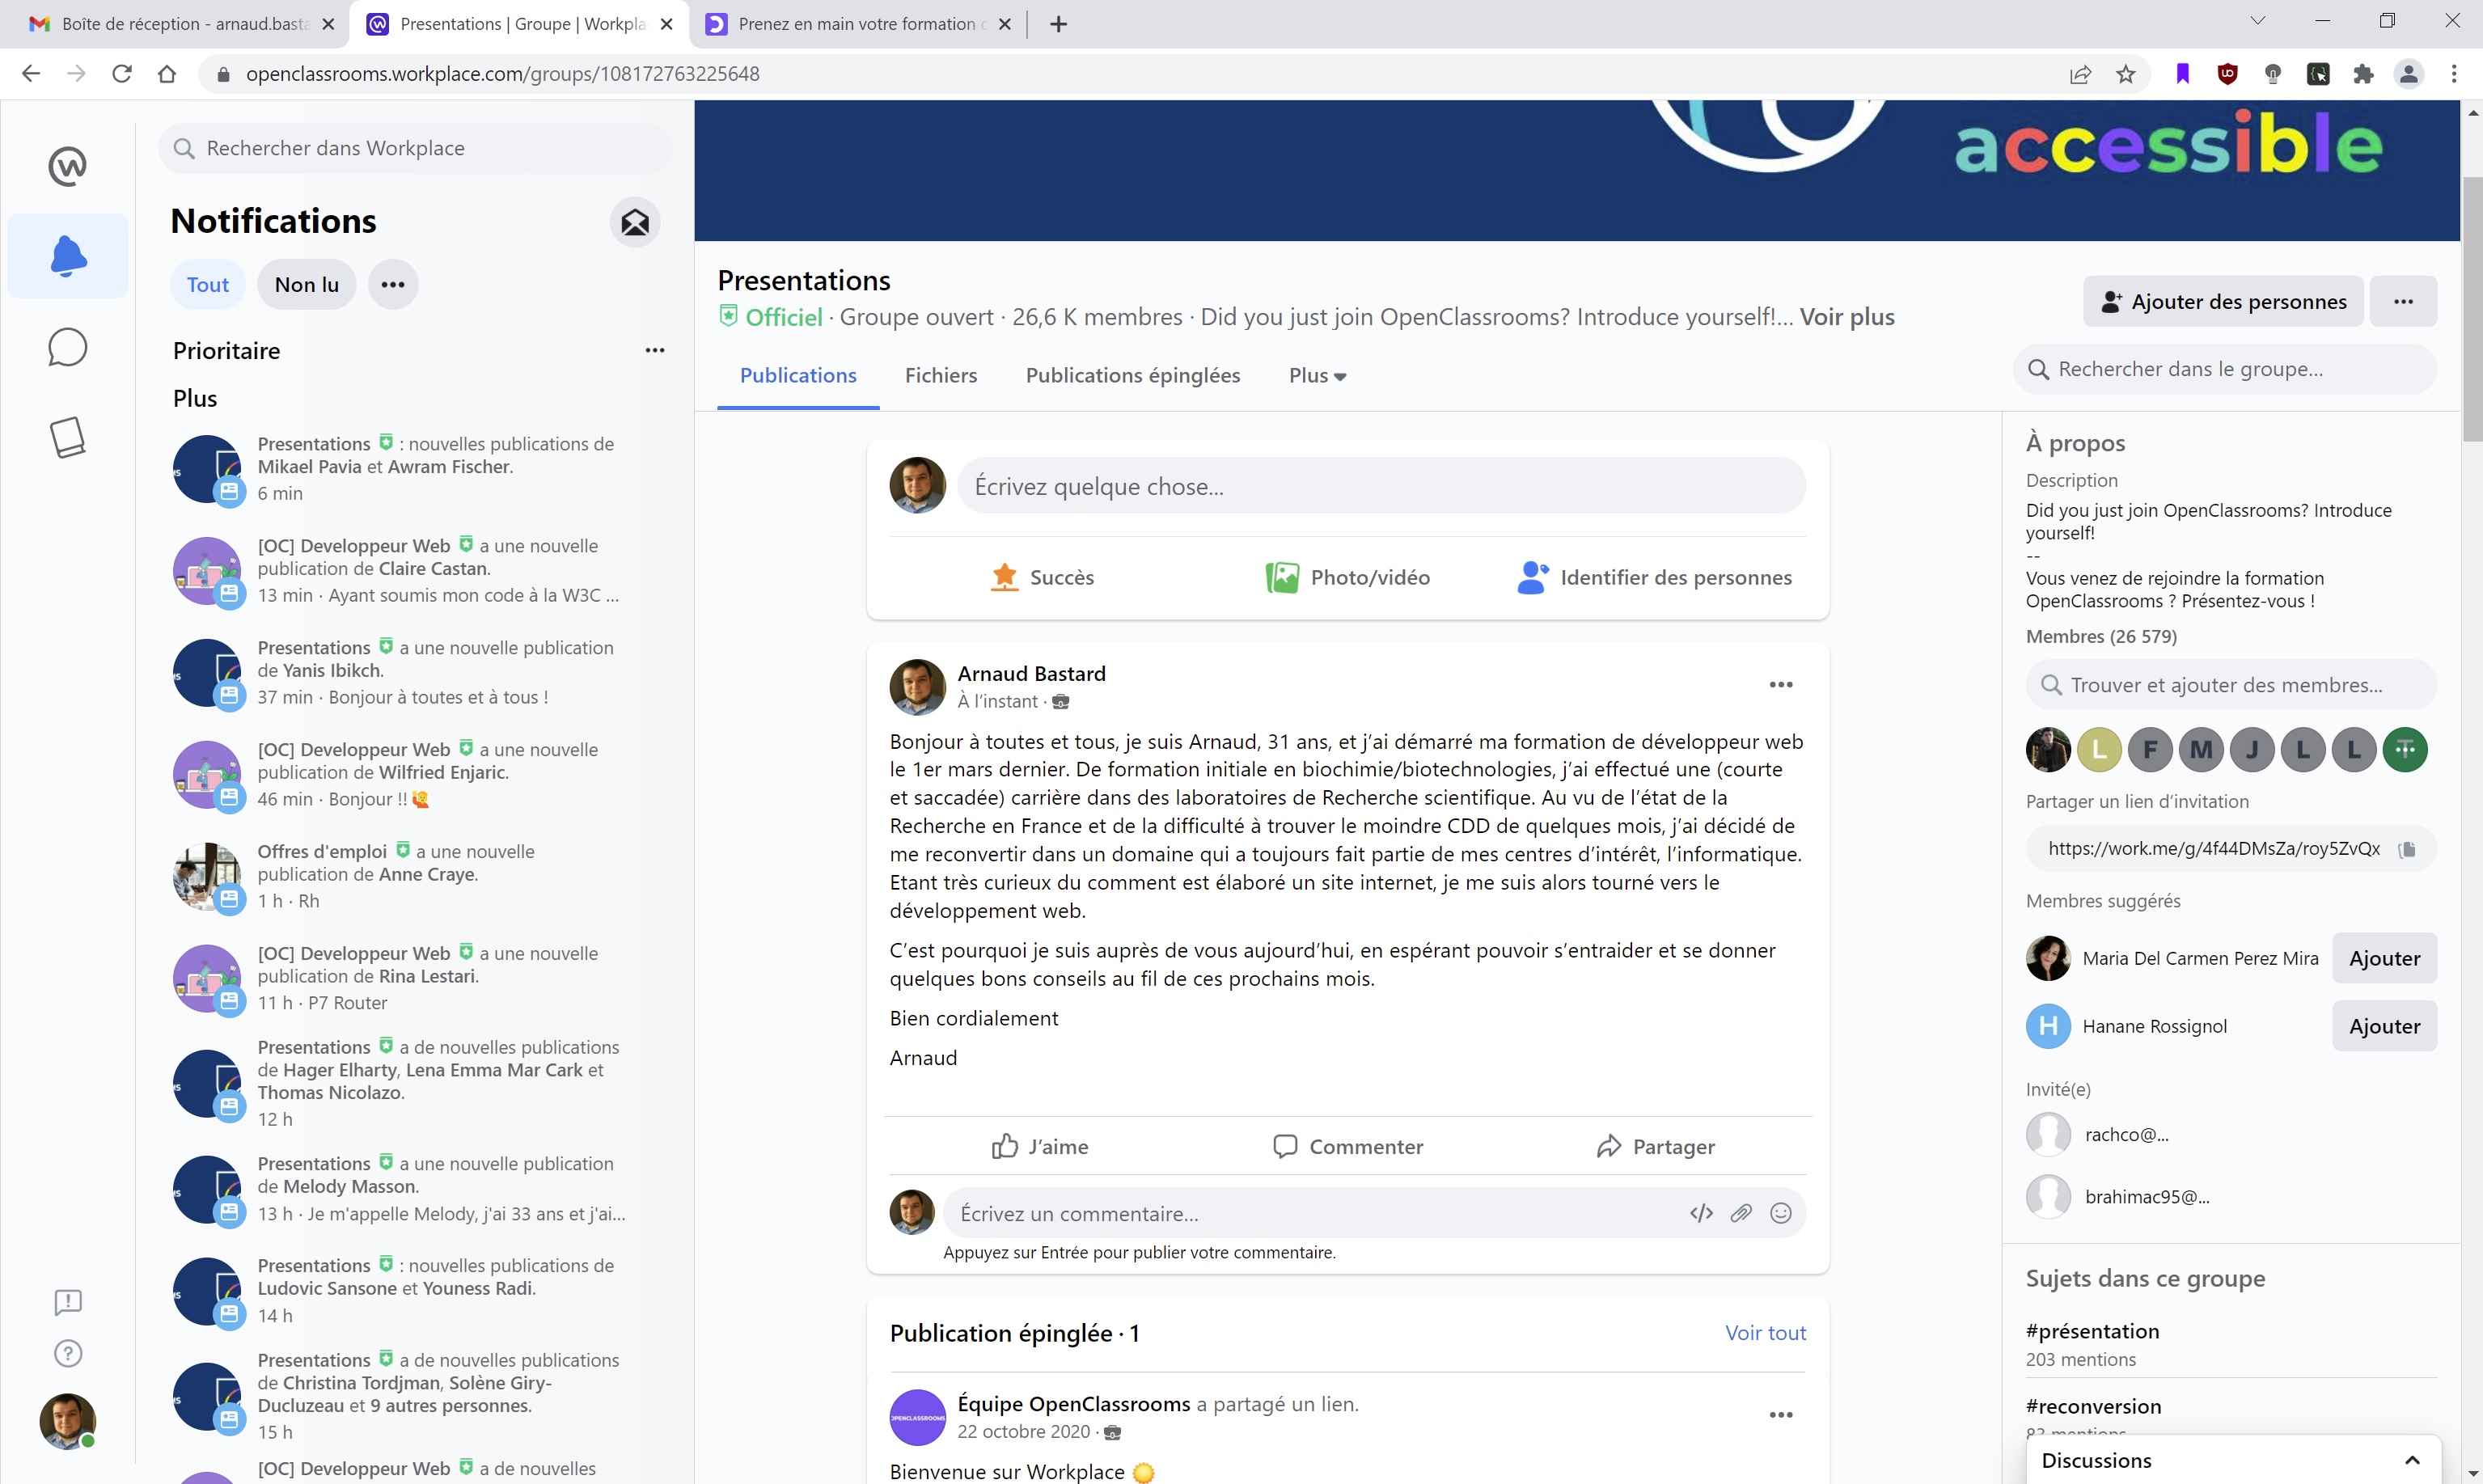 Boîte de réception - arnaud.basta
Presentations | Groupe | Workpla
Prenez en main votre formation
openclassrooms.workplace.com/groups/108172763225648
Rechercher dans Workplace
Notifications
Tout
Non lu
Prioritaire
Plus
Presentations : nouvelles publications de
Mikael Pavia et Awram Fischer.
6 min
[OC] Developpeur Web a une nouvelle
publication de Claire Castan.
13 min · Ayant soumis mon code à la W3C ...
Presentations a une nouvelle publication
de Yanis Ibikch.
37 min · Bonjour à toutes et à tous !
[OC] Developpeur Web a une nouvelle
publication de Wilfried Enjaric.
46 min · Bonjour !! 🙋
Offres d'emploi a une nouvelle
publication de Anne Craye.
1 h · Rh
[OC] Developpeur Web a une nouvelle
publication de Rina Lestari.
11 h · P7 Router
Presentations a de nouvelles publications
de Hager Elharty, Lena Emma Mar Cark et
Thomas Nicolazo.
12 h
Presentations a une nouvelle publication
de Melody Masson.
13 h · Je m'appelle Melody, j'ai 33 ans et j'ai...
Presentations : nouvelles publications de
Ludovic Sansone et Youness Radi.
14 h
Presentations a de nouvelles publications
de Christina Tordjman, Solène Giry-
Ducluzeau et 9 autres personnes.
15 h
[OC] Developpeur Web a de nouvelles
accessible
Presentations
Officiel · Groupe ouvert · 26,6 K membres · Did you just join OpenClassrooms? Introduce yourself!... Voir plus
Ajouter des personnes
Publications
Fichiers
Publications épinglées
Plus
Rechercher dans le groupe...
Écrivez quelque chose...
Succès
Photo/vidéo
Identifier des personnes
Arnaud Bastard
À l'instant ·
Bonjour à toutes et tous, je suis Arnaud, 31 ans, et j'ai démarré ma formation de développeur web
le 1er mars dernier. De formation initiale en biochimie/biotechnologies, j'ai effectué une (courte
et saccadée) carrière dans des laboratoires de Recherche scientifique. Au vu de l'état de la
Recherche en France et de la difficulté à trouver le moindre CDD de quelques mois, j'ai décidé de
me reconvertir dans un domaine qui a toujours fait partie de mes centres d'intérêt, l'informatique.
Etant très curieux du comment est élaboré un site internet, je me suis alors tourné vers le
développement web.
C'est pourquoi je suis auprès de vous aujourd'hui, en espérant pouvoir s'entraider et se donner
quelques bons conseils au fil de ces prochains mois.
Bien cordialement
Arnaud
J'aime
Commenter
Partager
Écrivez un commentaire...
Appuyez sur Entrée pour publier votre commentaire.
Publication épinglée · 1
Voir tout
OPENCLASSROOMS
Équipe OpenClassrooms a partagé un lien.
22 octobre 2020 ·
Bienvenue sur Workplace 🌞
À propos
Description
Did you just join OpenClassrooms? Introduce
yourself!
--
Vous venez de rejoindre la formation
OpenClassrooms ? Présentez-vous !
Membres (26 579)
Trouver et ajouter des membres...
L F M J L L T
Partager un lien d'invitation
https://work.me/g/4f44DMsZa/roy5ZvQx
Membres suggérés
Maria Del Carmen Perez Mira
Ajouter
H
Hanane Rossignol
Ajouter
Invité(e)
rachco@...
brahimac95@...
Sujets dans ce groupe
#présentation
203 mentions
#reconversion
Discussions